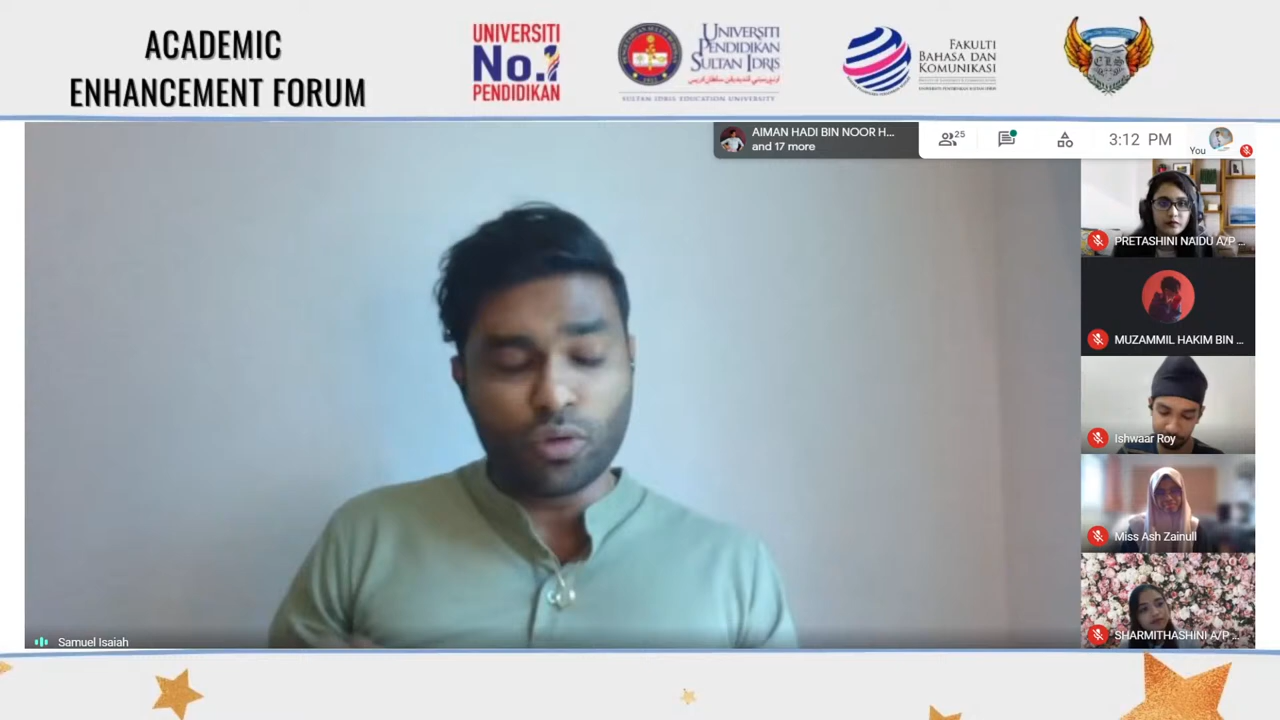 ACADEMIC
ENHANCEMENT FORUM
UNIVERSITI
No.1
PENDIDIKAN
UNIVERSITI
PENDIDIKAN
SULTAN IDRIS
SULTAN IDRIS EDUCATION UNIVERSITY
FAKULTI
BAHASA DAN
KOMUNIKASI
ELS
AIMAN HADI BIN NOOR H...
and 17 more
25
3:12 PM
You
PRETASHINI NAIDU A/P ...
MUZAMMIL HAKIM BIN ...
Ishwaar Roy
Miss Ash Zainull
SHARMITHASHINI A/P ...
Samuel Isaiah